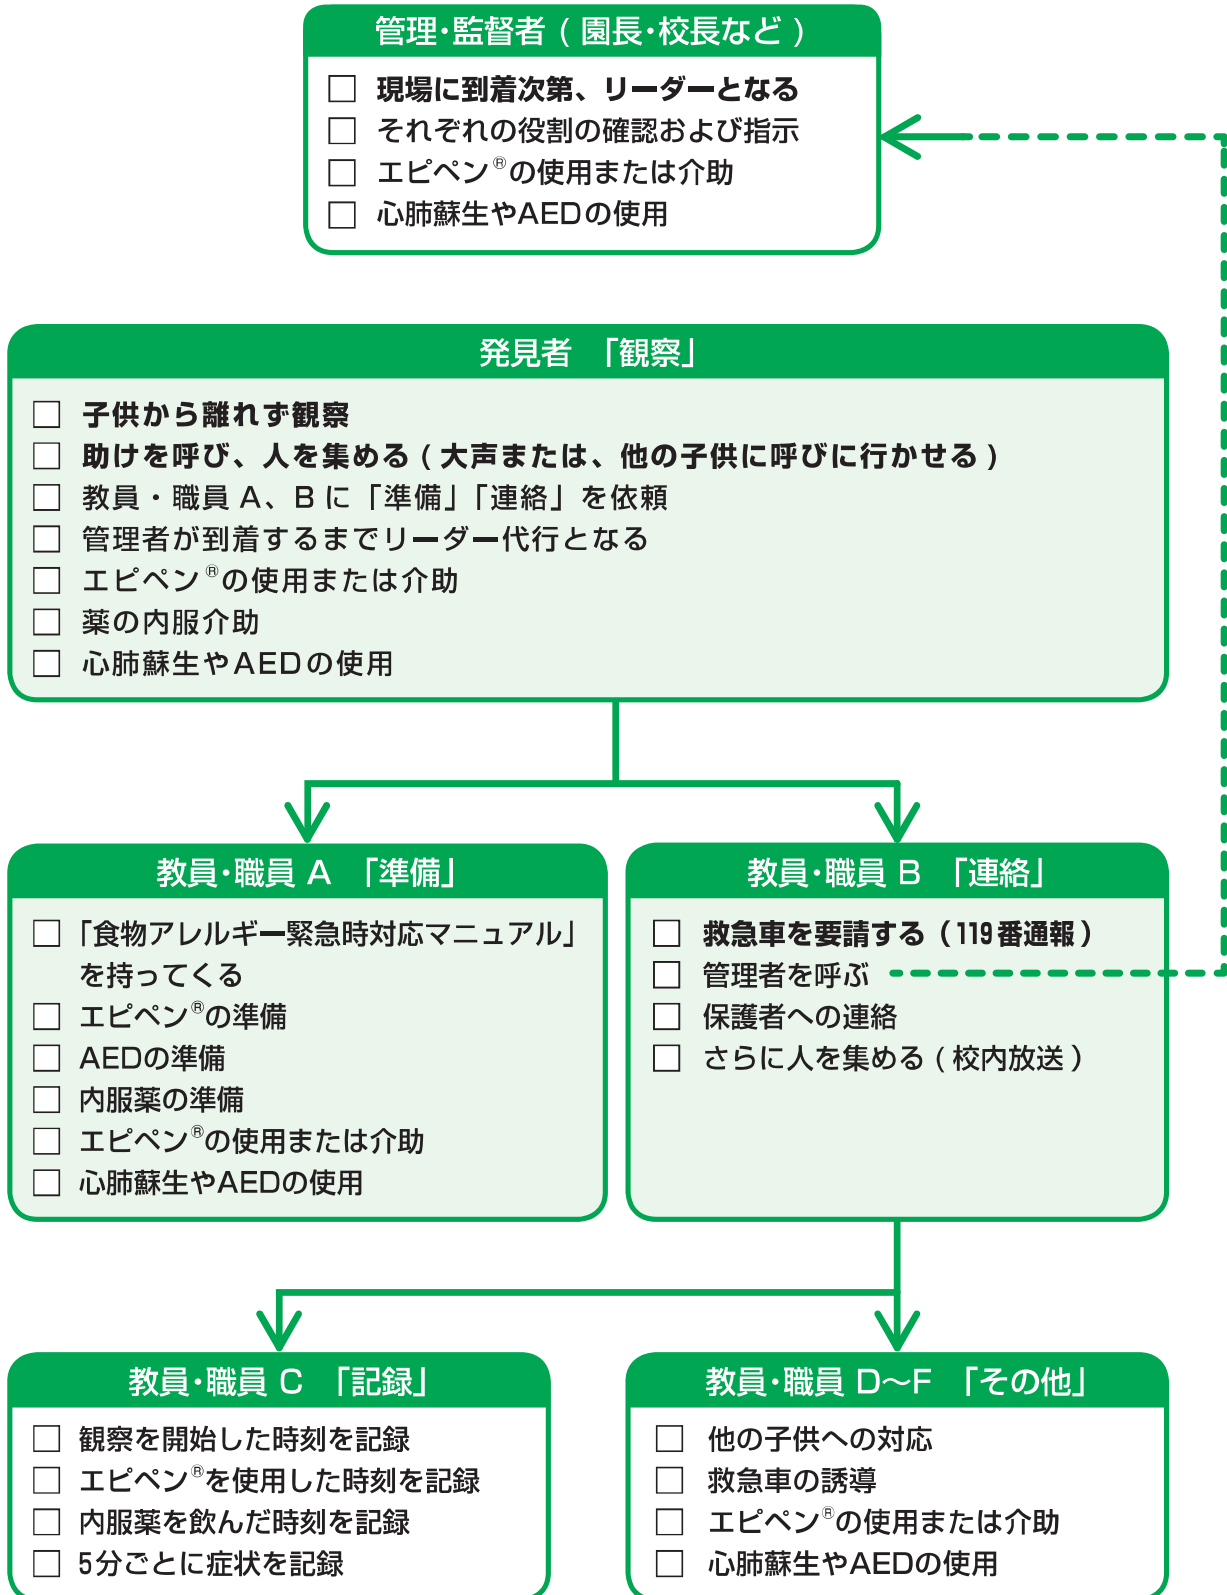 管理・監督者 ( 園長・校長など )
□ 現場に到着次第、リーダーとなる
□ それぞれの役割の確認および指示
□ エピペン®の使用または介助
□ 心肺蘇生やAEDの使用
発見者 「観察」
□ 子供から離れず観察
□ 助けを呼び、人を集める ( 大声または、他の子供に呼びに行かせる )
□ 教員・職員 A、B に「準備」「連絡」を依頼
□ 管理者が到着するまでリーダー代行となる
□ エピペン®の使用または介助
□ 薬の内服介助
□ 心肺蘇生やAEDの使用
教員・職員 A 「準備」
□ 「食物アレルギー緊急時対応マニュアル」
を持ってくる
□ エピペン®の準備
□ AEDの準備
□ 内服薬の準備
□ エピペン®の使用または介助
□ 心肺蘇生やAEDの使用
教員・職員 B 「連絡」
□ 救急車を要請する（119番通報）
□ 管理者を呼ぶ
□ 保護者への連絡
□ さらに人を集める ( 校内放送 )
教員・職員 C 「記録」
□ 観察を開始した時刻を記録
□ エピペン®を使用した時刻を記録
□ 内服薬を飲んだ時刻を記録
□ 5分ごとに症状を記録
教員・職員 D～F 「その他」
□ 他の子供への対応
□ 救急車の誘導
□ エピペン®の使用または介助
□ 心肺蘇生やAEDの使用